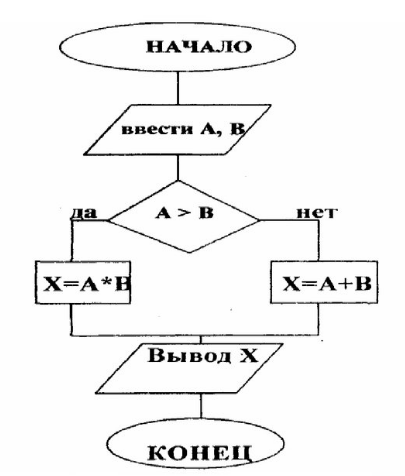 НАЧАЛО
ввести А, В
да
А > В
нет
X=A*B
X=A+B
Вывод X
КОНЕЦ